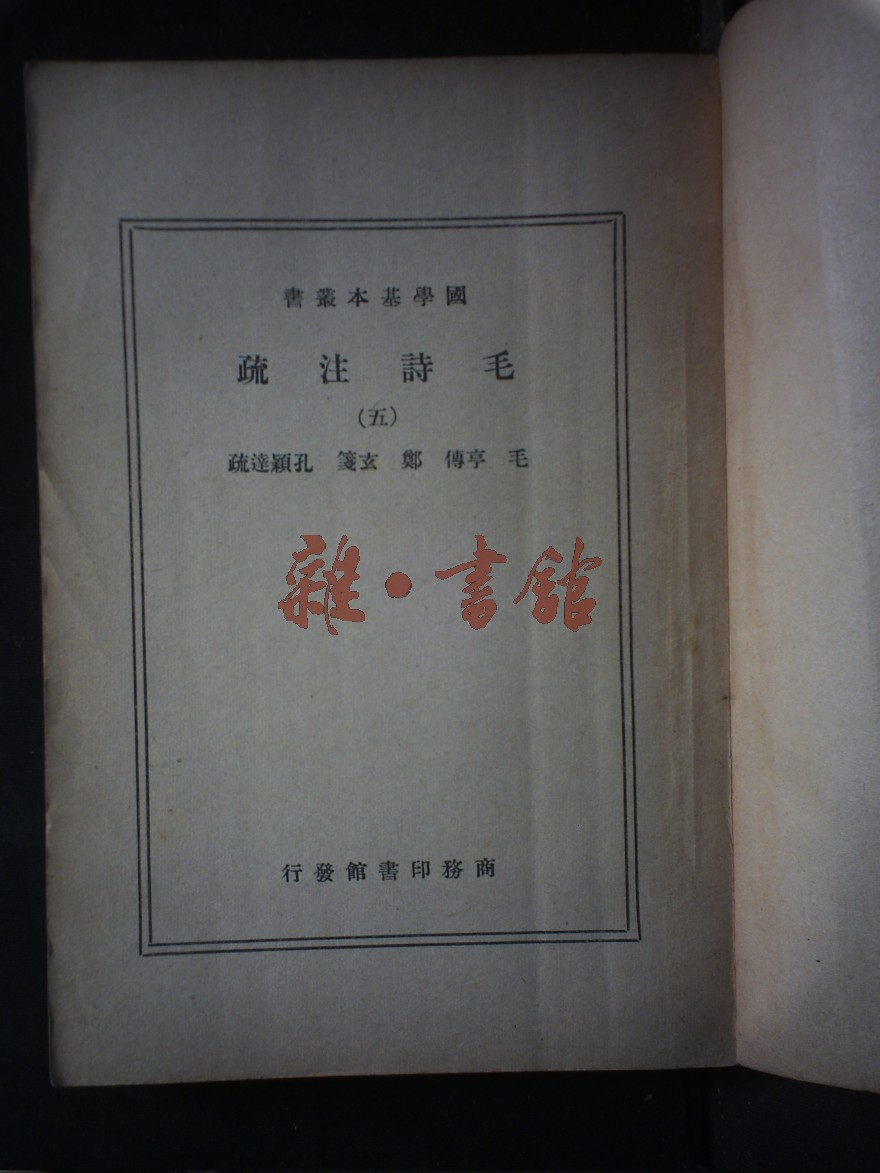 國學基本叢書
毛詩注疏
(五)
毛亨傳 鄭玄箋 孔穎達疏
雜·書館
商務印書館發行